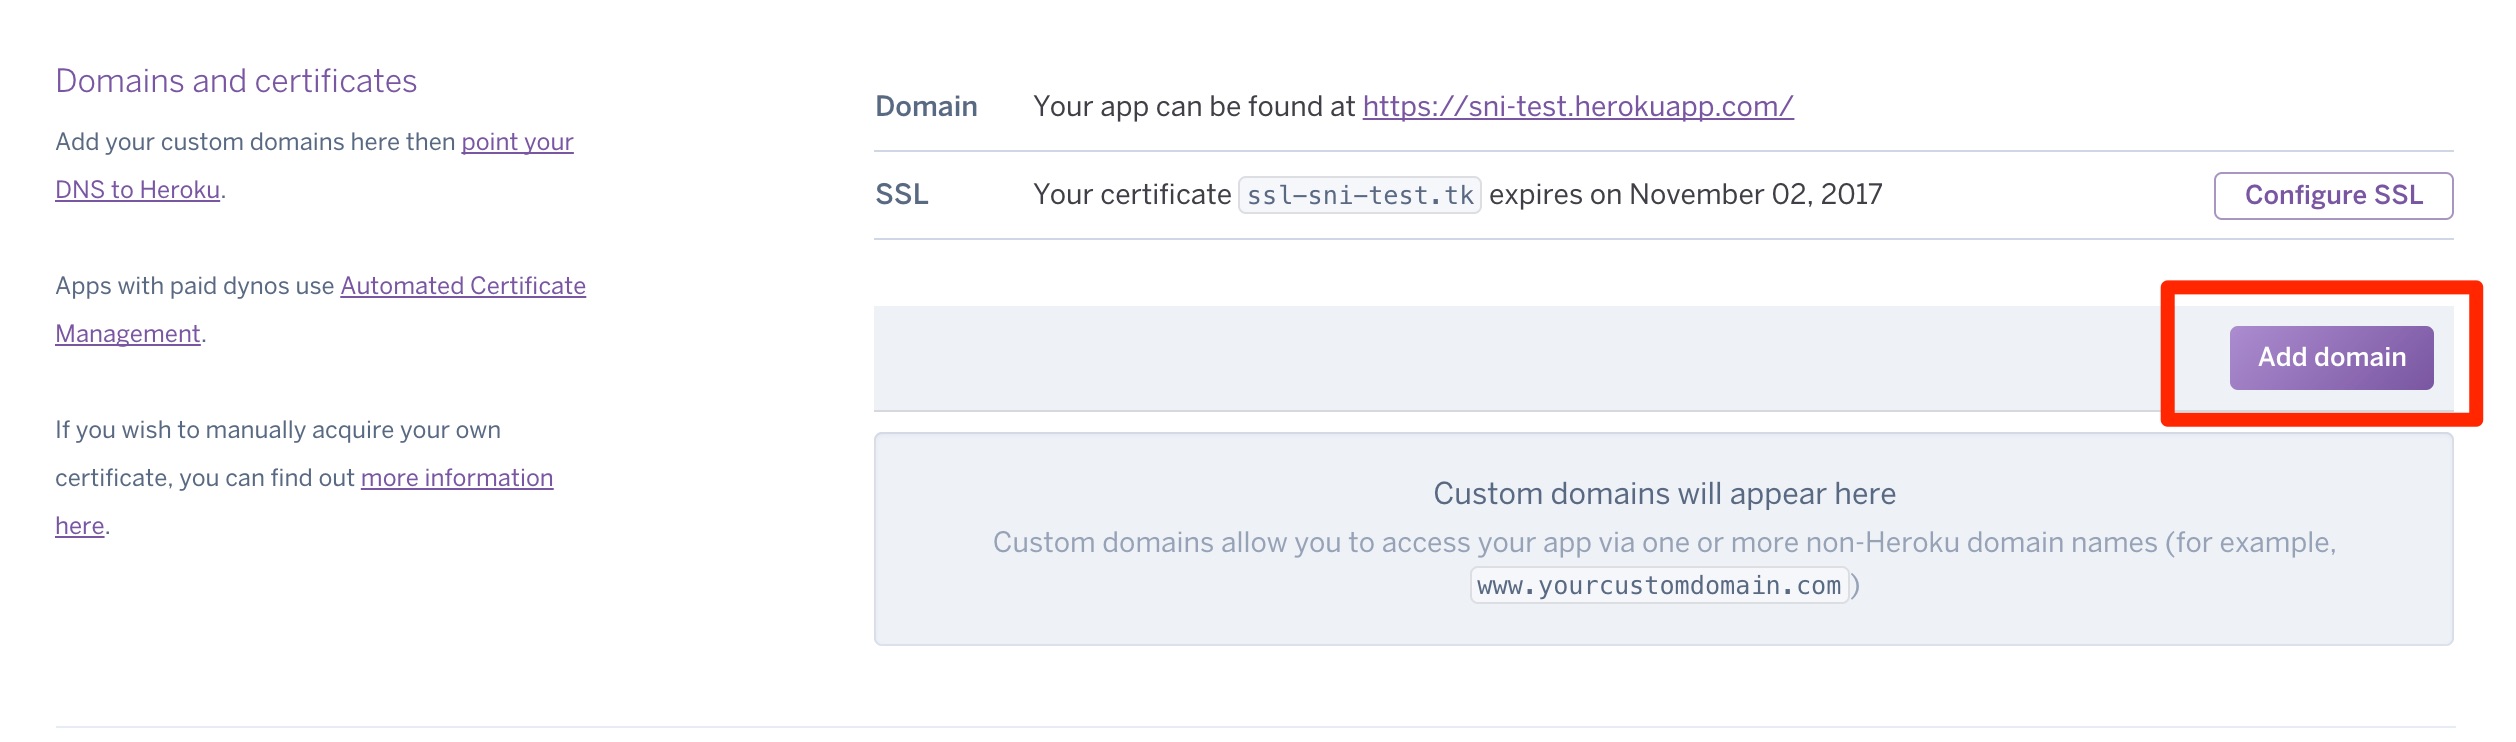 Domains and certificates
Add your custom domains here then point your
DNS to Heroku.
Apps with paid dynos use Automated Certificate
Management.
If you wish to manually acquire your own
certificate, you can find out more information
here.
Domain Your app can be found at https://sni-test.herokuapp.com/
SSL Your certificate ssl-sni-test.tk expires on November 02, 2017 Configure SSL
Add domain
Custom domains will appear here
Custom domains allow you to access your app via one or more non-Heroku domain names (for example,
www.yourcustomdomain.com )